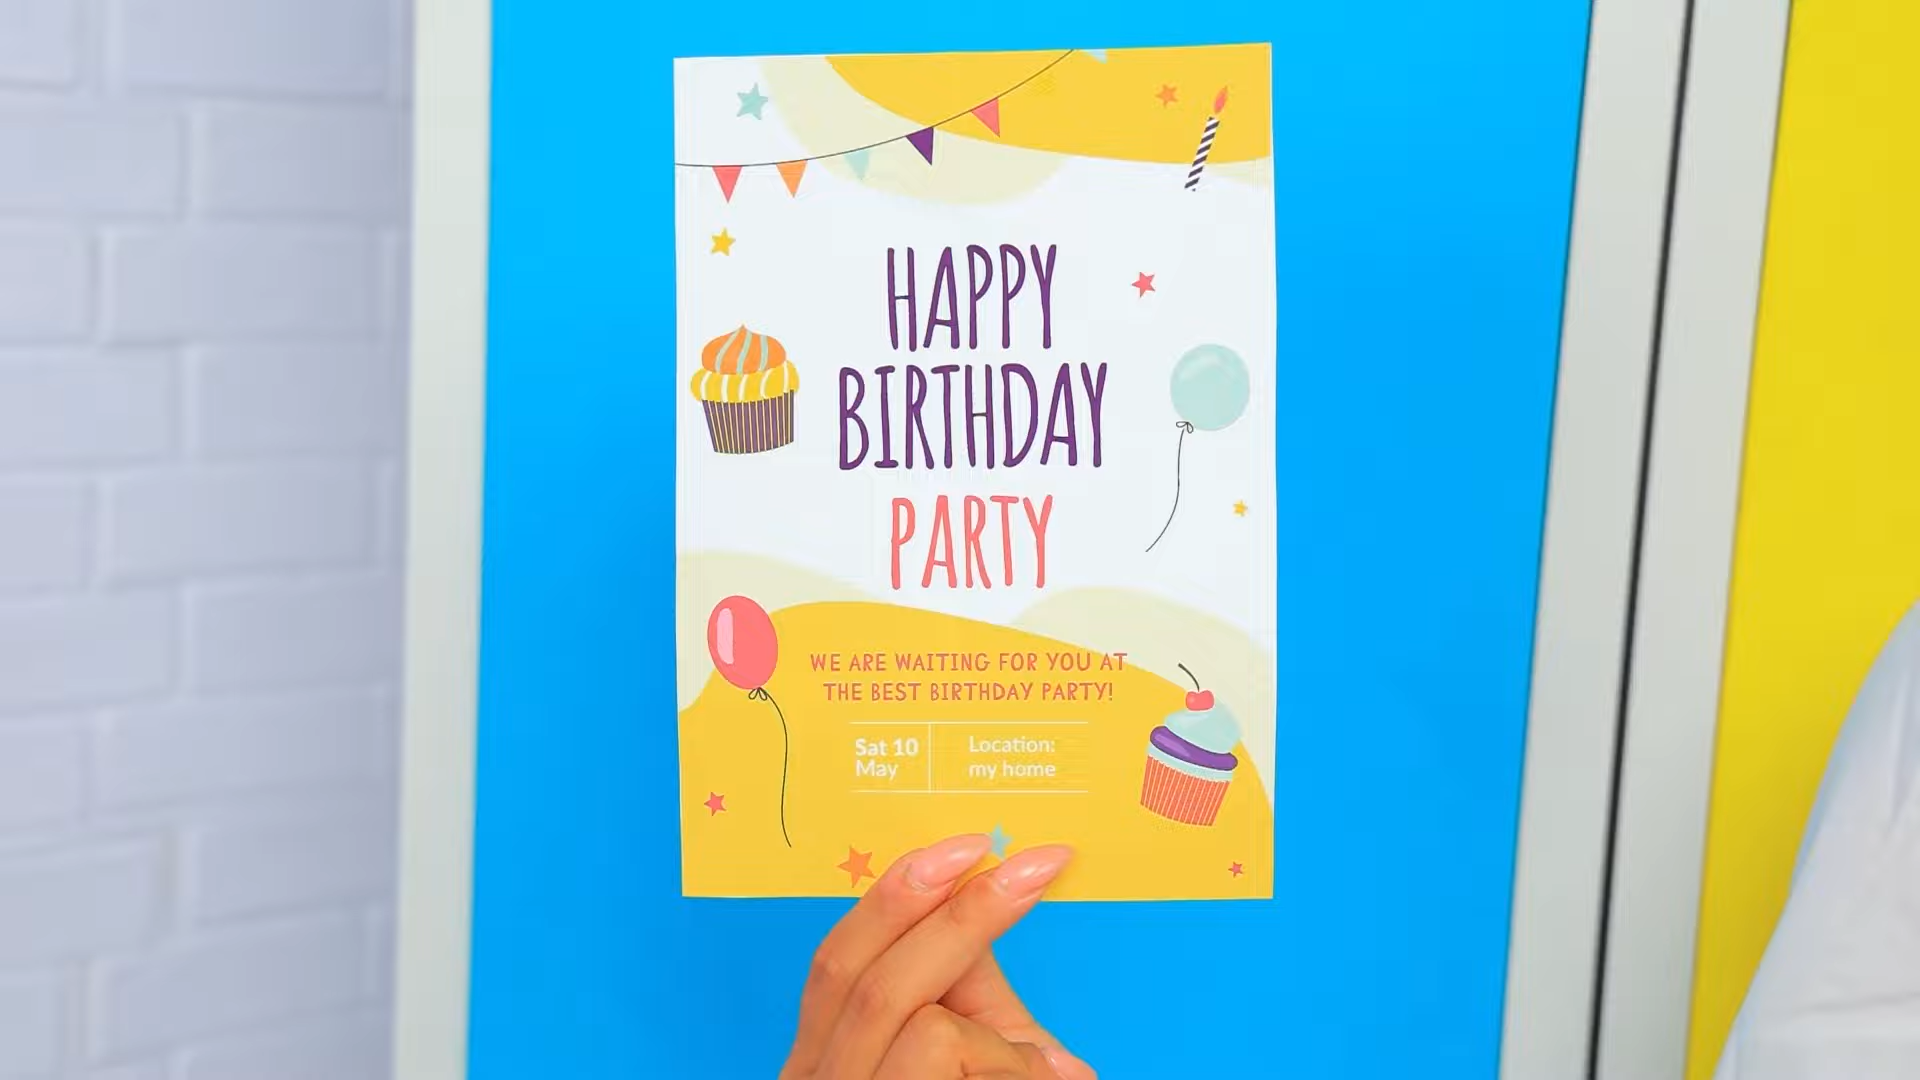 HAPPY
BIRTHDAY
PARTY
WE ARE WAITING FOR YOU AT
THE BEST BIRTHDAY PARTY!
Sat 10
May
Location:
my home